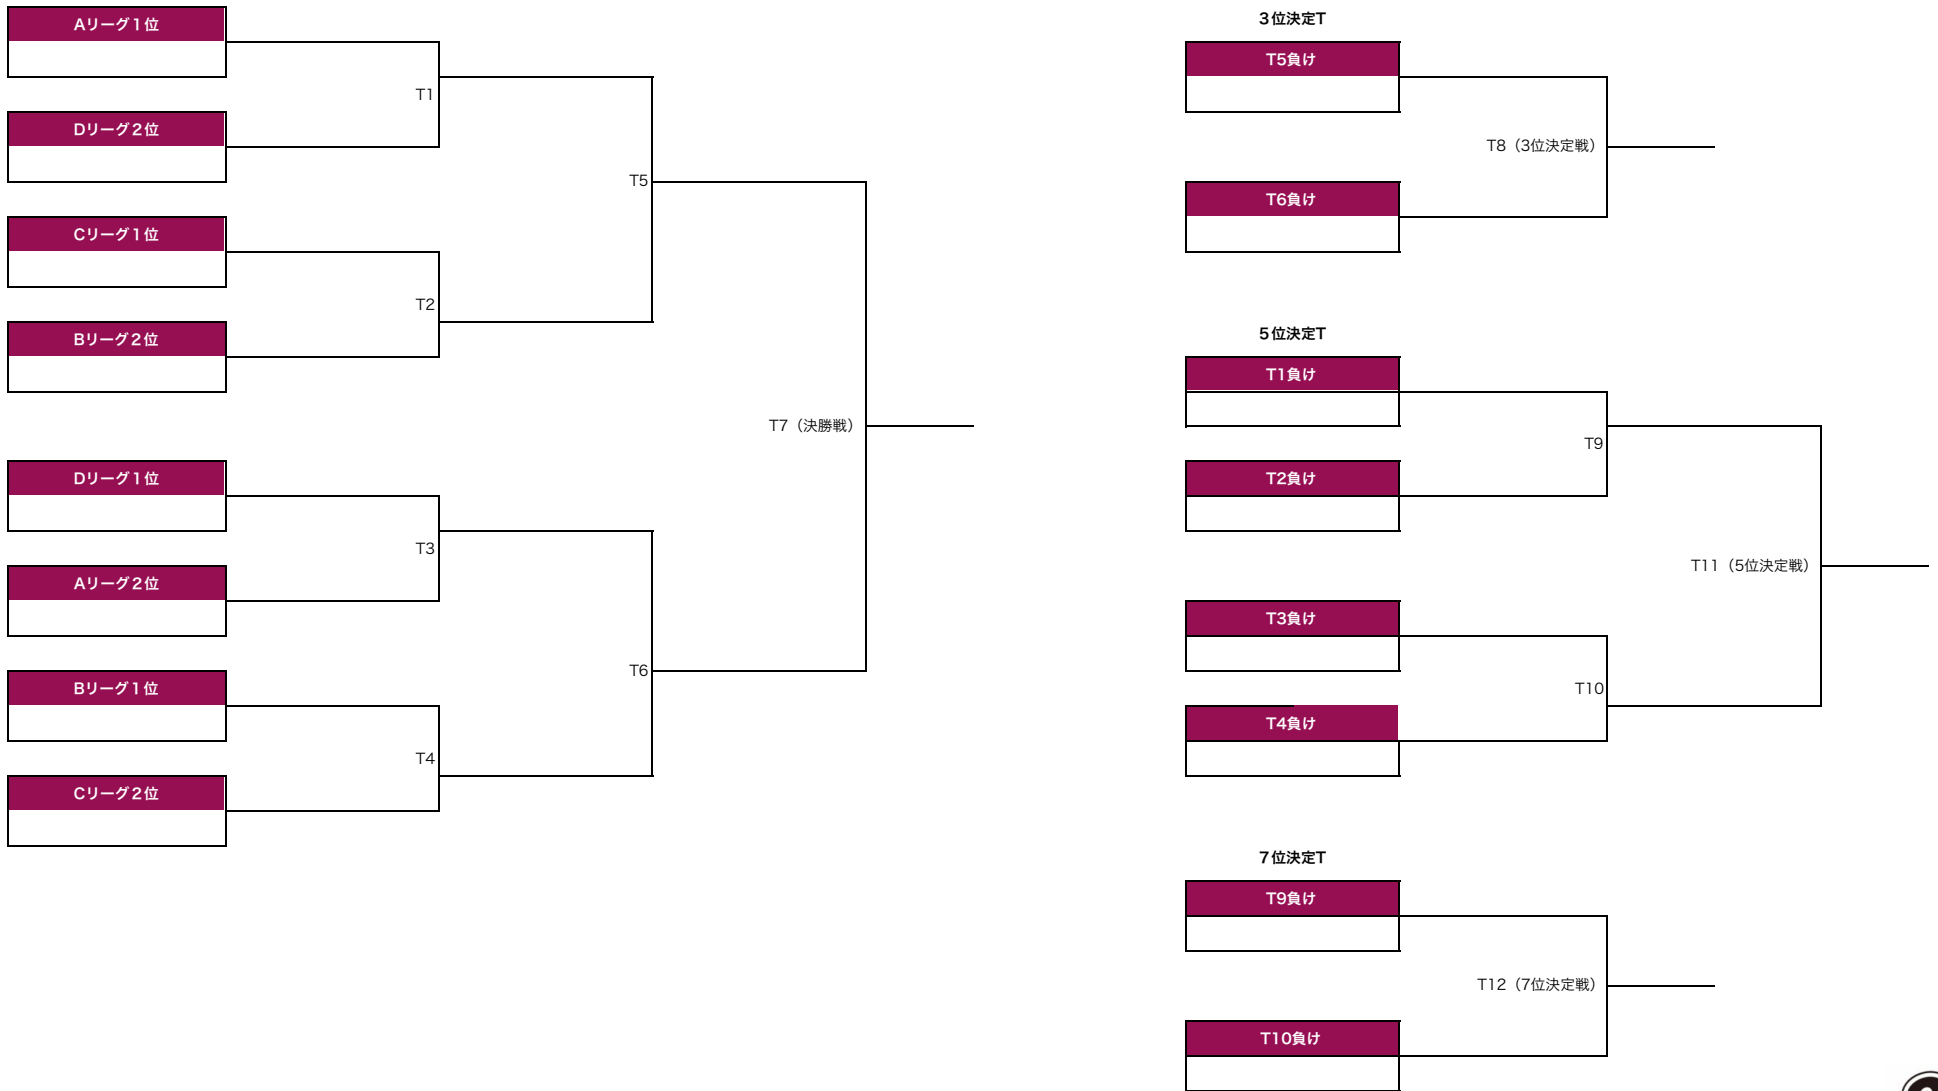 Aリーグ１位
T1
Dリーグ２位
T5
Cリーグ１位
T2
Bリーグ２位
T7（決勝戦）
Dリーグ１位
T3
Aリーグ２位
T6
Bリーグ１位
T4
Cリーグ２位
３位決定T
T5負け
T8（3位決定戦）
T6負け
５位決定T
T1負け
T9
T2負け
T11（5位決定戦）
T3負け
T10
T4負け
７位決定T
T9負け
T12（7位決定戦）
T10負け